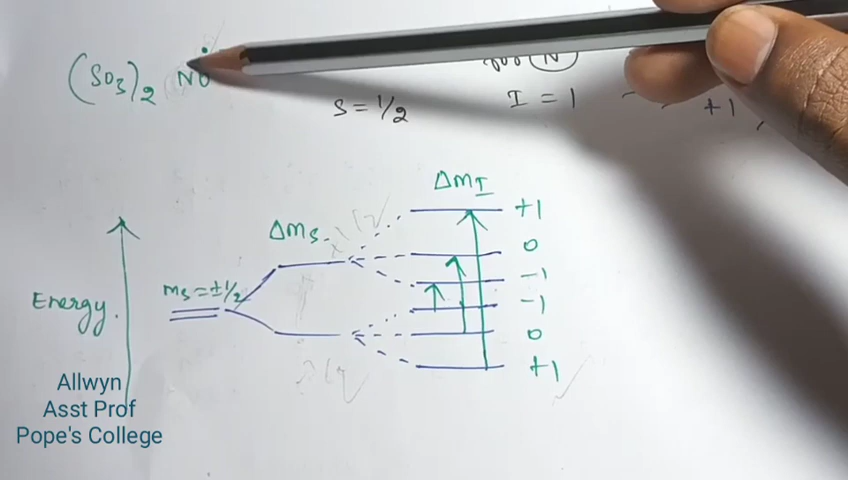 (SO3)2 NȮ
S = 1/2
I = 1
+1
ΔmI
+1
ΔmS
0
-1
mS = ±1/2
-1
Energy.
0
+1
Allwyn
Asst Prof
Pope's College